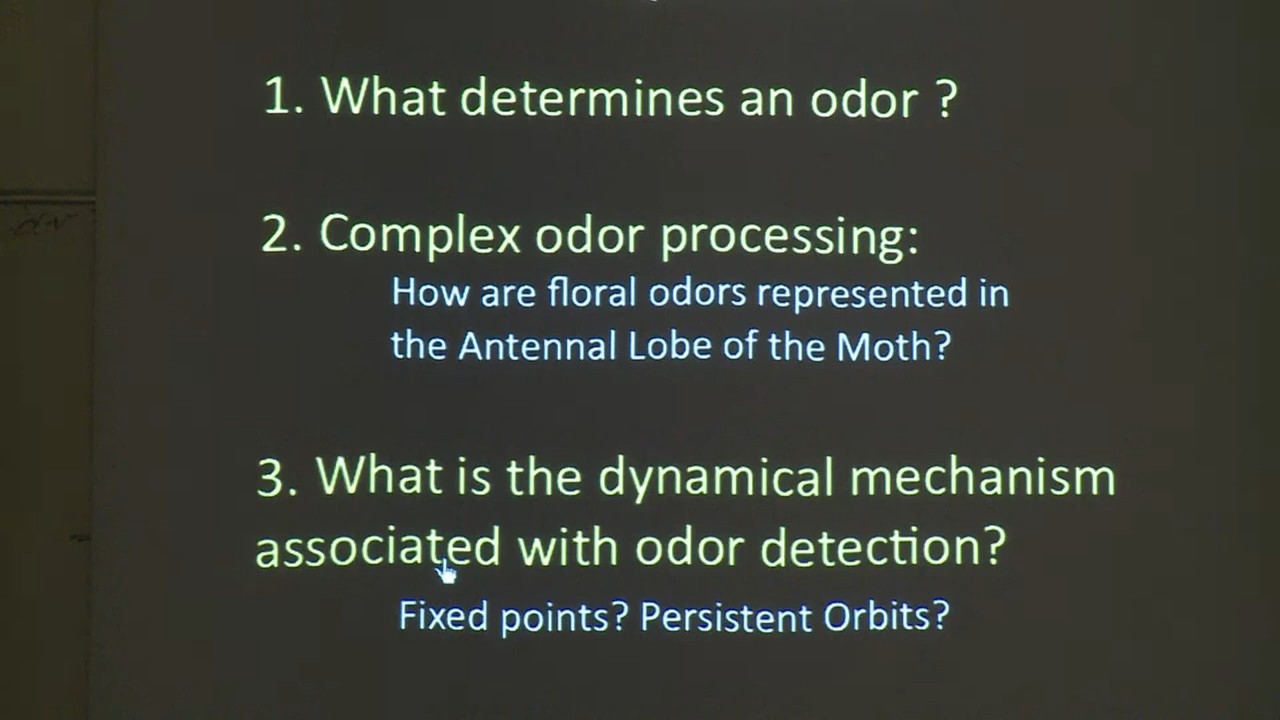 1. What determines an odor ?
2. Complex odor processing:
How are floral odors represented in
the Antennal Lobe of the Moth?
3. What is the dynamical mechanism
associated with odor detection?
Fixed points? Persistent Orbits?